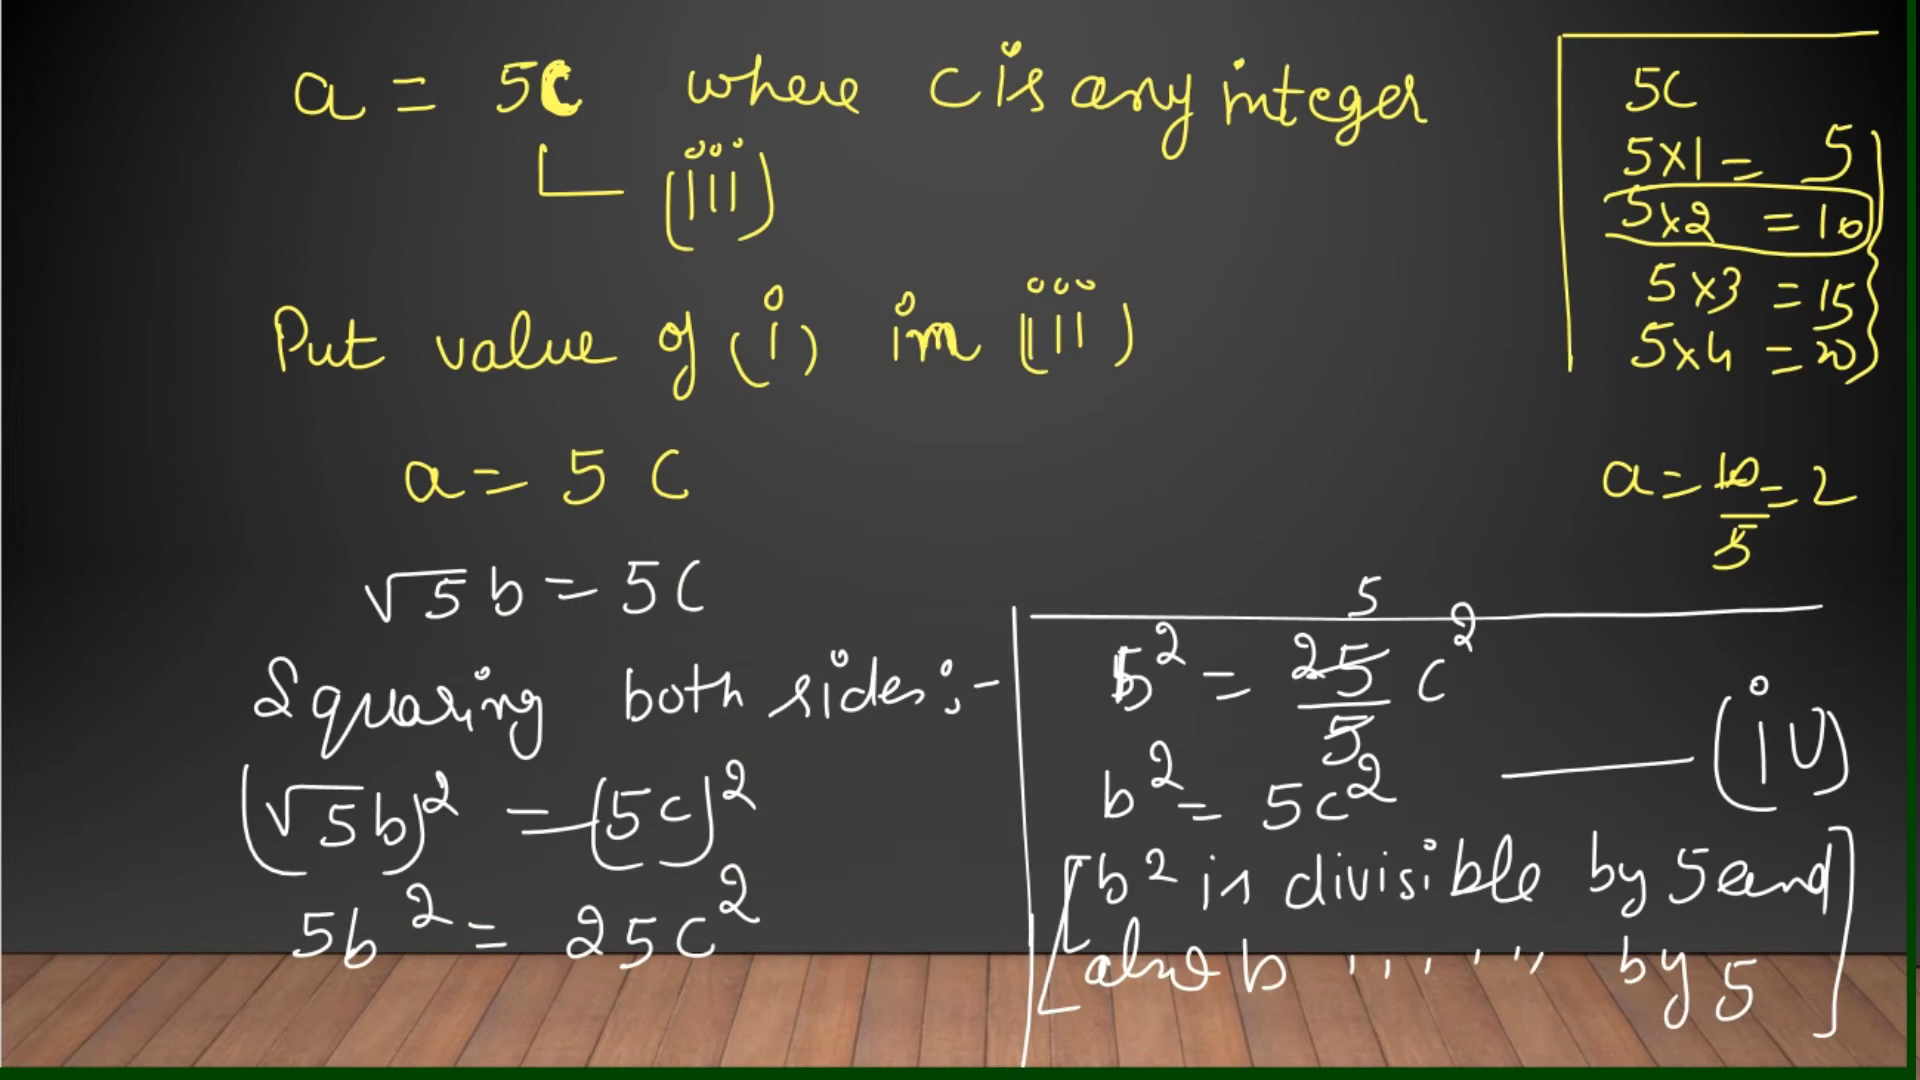 a = 5c where c is any integer
(iii)
Put value of (i) in (iii)
a = 5 c
√5 b = 5c
Squaring both sides :-
(√5b)² = (5c)²
5b² = 25c²
5c
5×1 = 5
5×2 = 10
5×3 = 15
5×4 = 20
a = 10/5 = 2
5
b² = 25/5 c²
b² = 5c² (iv)
[b² is divisible by 5 and
also b '' '' '' by 5]